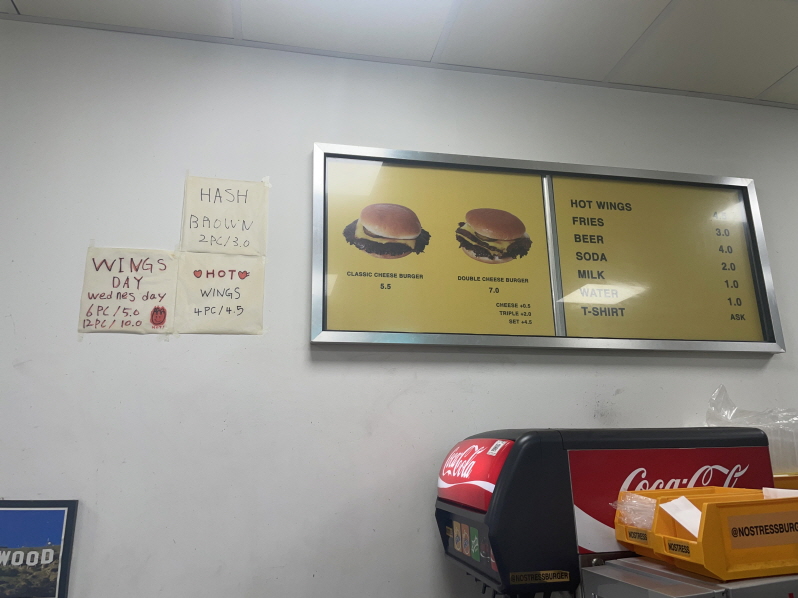 HASH
BROWN
2PC/3.0
WINGS
DAY
wednesday
6PC/5.0
12PC/10.0
HOT
WINGS
4PC/4.5
CLASSIC CHEESE BURGER
5.5
DOUBLE CHEESE BURGER
7.0
CHEESE +0.5
TRIPLE +2.0
SET +4.5
HOT WINGS
FRIES 3.0
BEER 4.0
SODA 2.0
MILK 1.0
WATER 1.0
T-SHIRT ASK
Coca-Cola
Coca-Cola
@NOSTRESSBURGER
NOSTRESS
NOSTRESS
@NOSTRESSBURG
WOOD